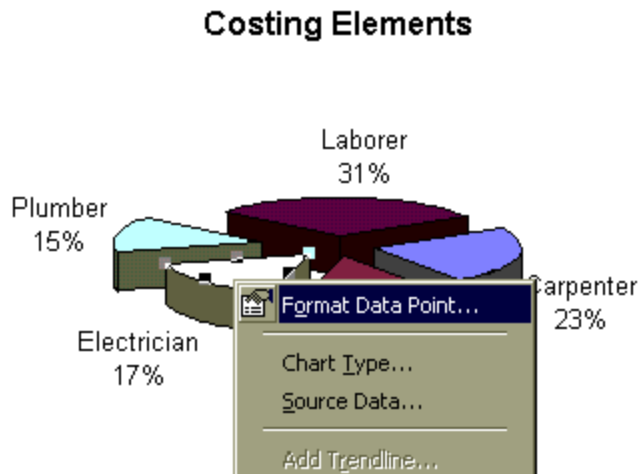 Costing Elements
Laborer
31%
Plumber
15%
Carpenter
23%
Electrician
17%
Format Data Point...
Chart Type...
Source Data...
Add Trendline...